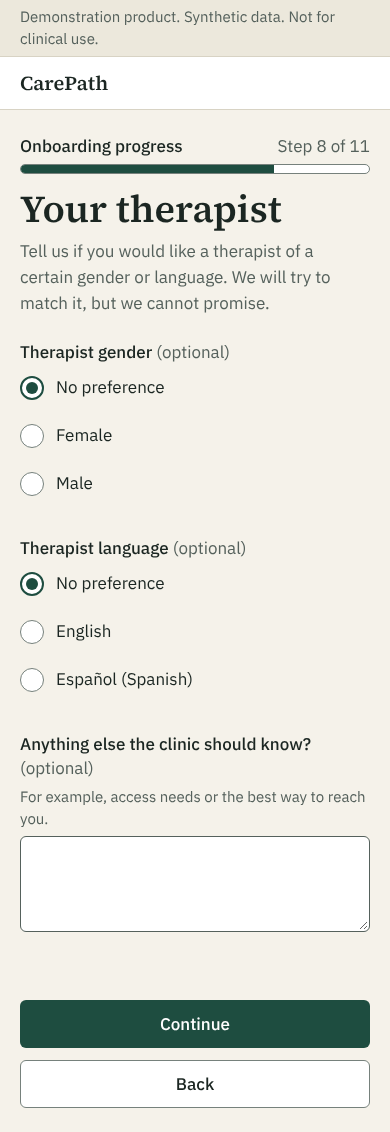 Demonstration product. Synthetic data. Not for
clinical use.
CarePath
Onboarding progress
Step 8 of 11
Your therapist
Tell us if you would like a therapist of a
certain gender or language. We will try to
match it, but we cannot promise.
Therapist gender (optional)
No preference
Female
Male
Therapist language (optional)
No preference
English
Español (Spanish)
Anything else the clinic should know?
(optional)
For example, access needs or the best way to reach
you.
Continue
Back